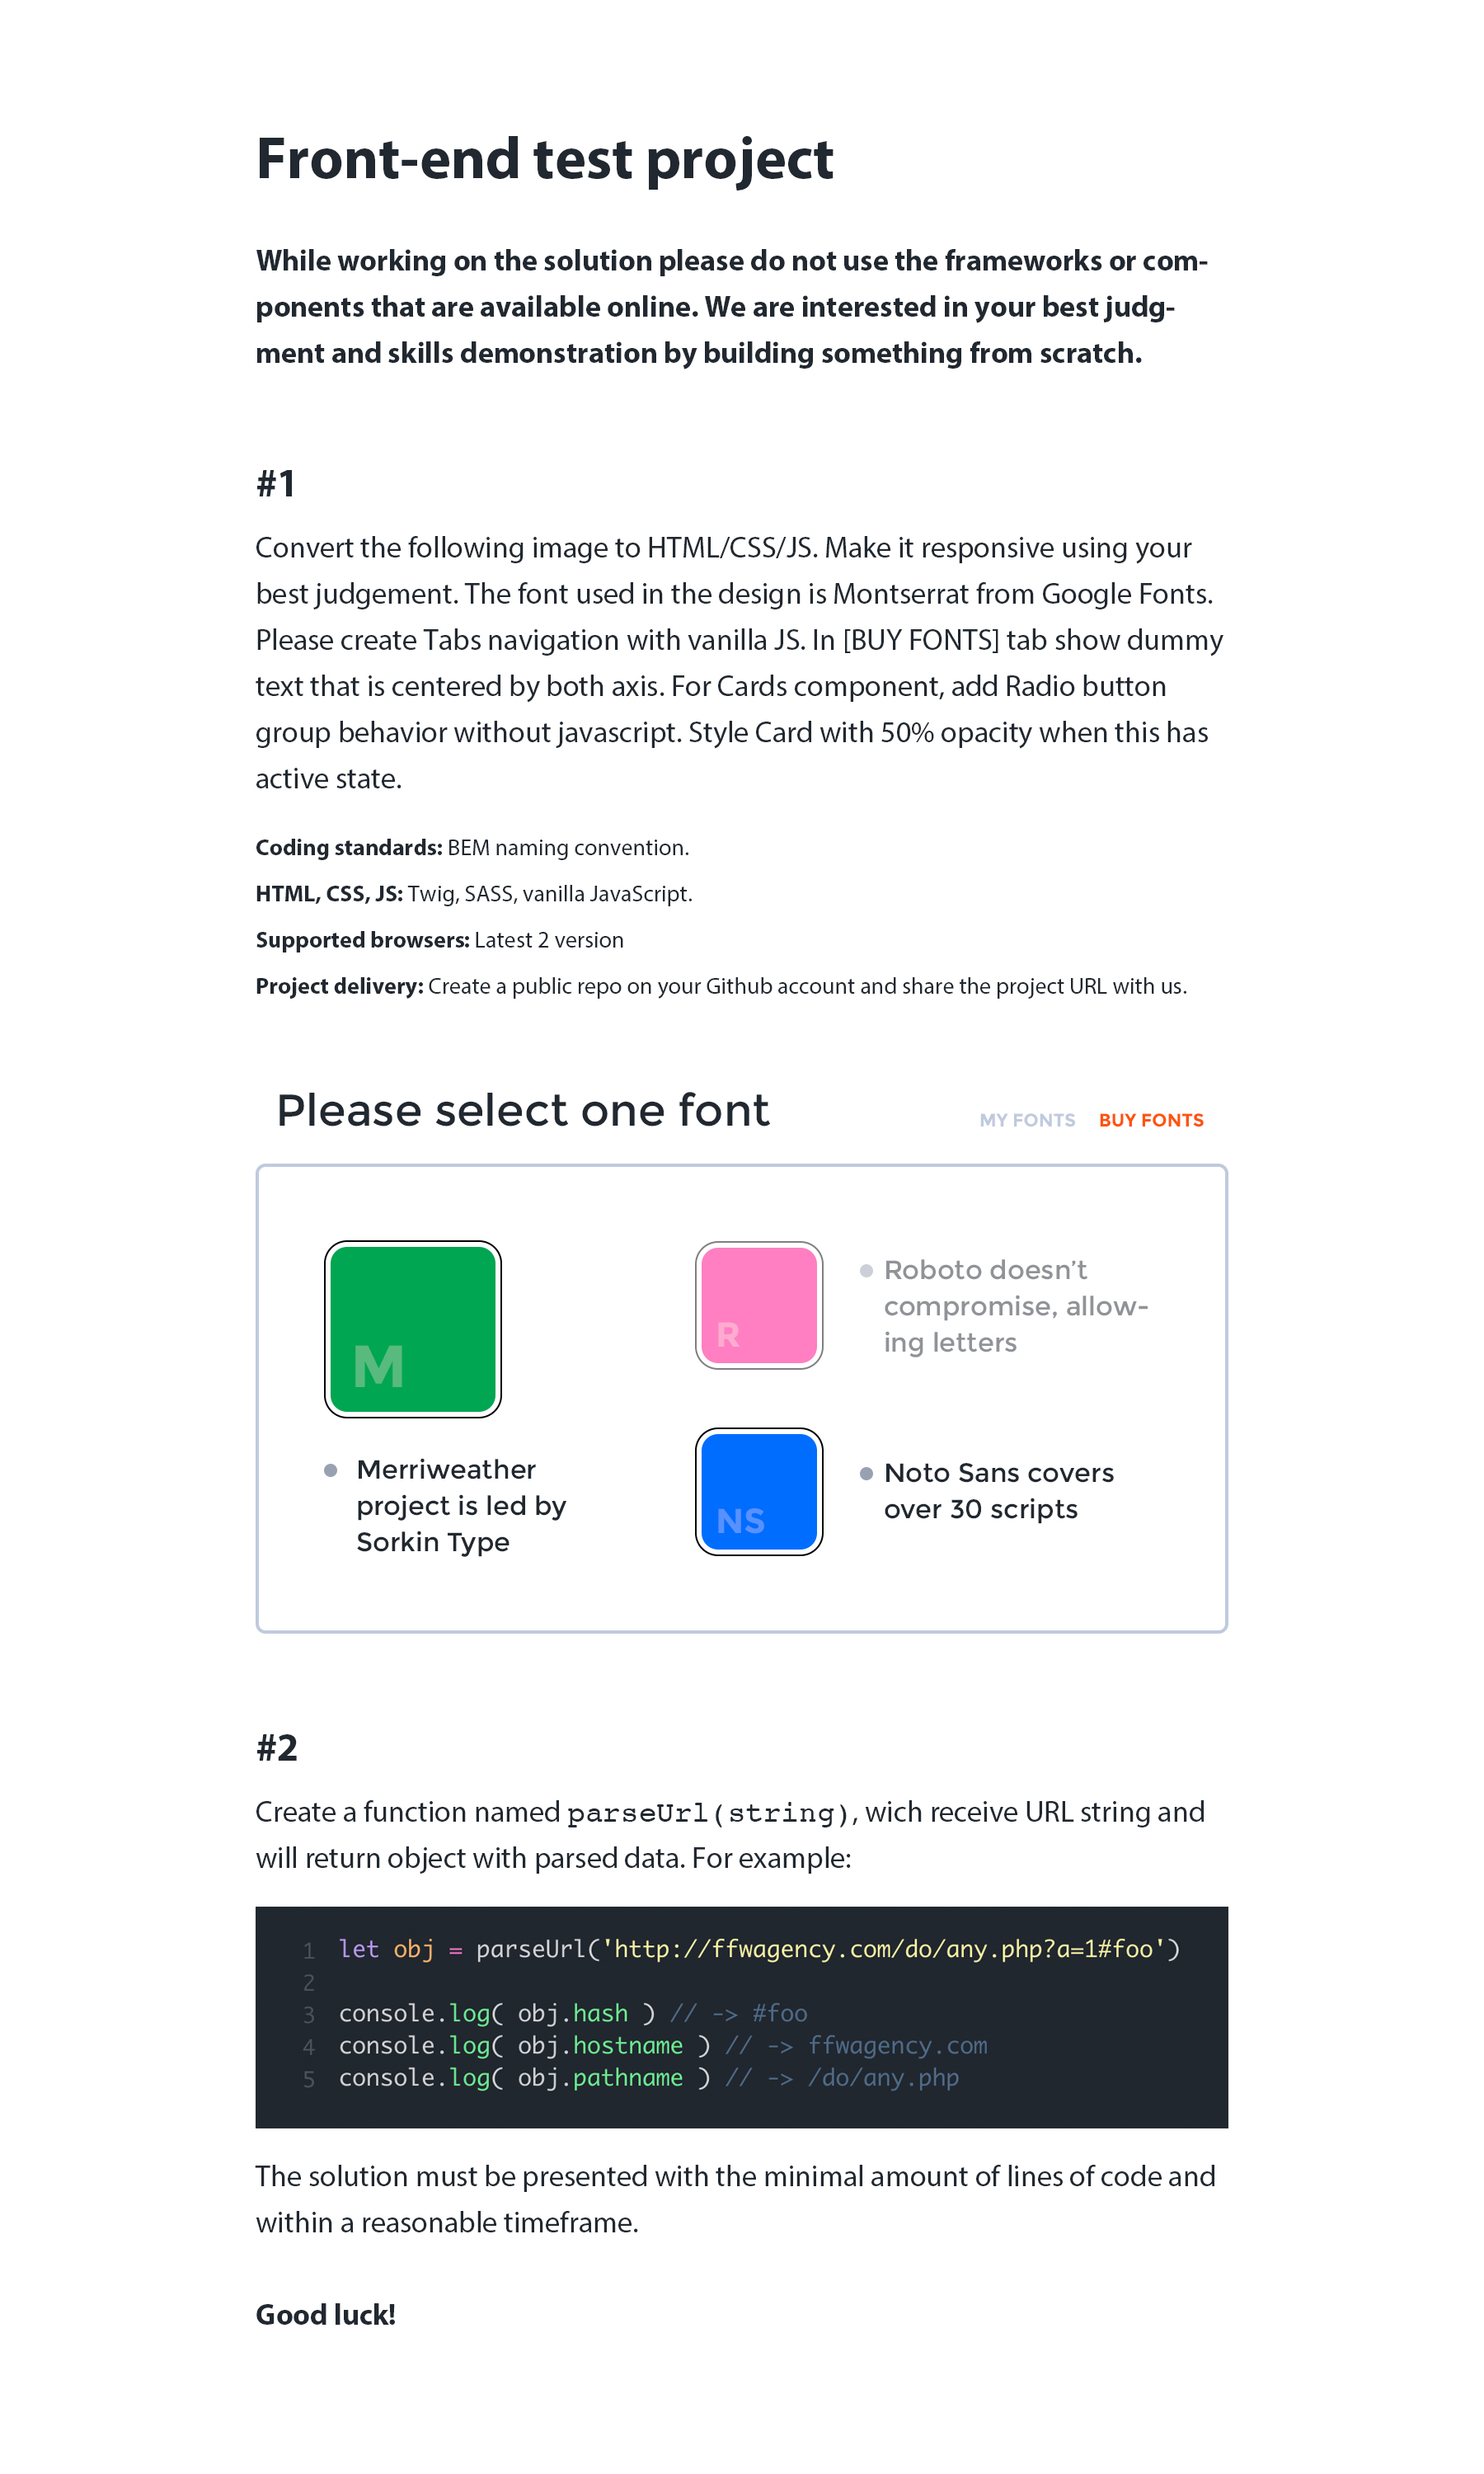 Front-end test project
While working on the solution please do not use the frameworks or com-
ponents that are available online. We are interested in your best judg-
ment and skills demonstration by building something from scratch.
#1
Convert the following image to HTML/CSS/JS. Make it responsive using your
best judgement. The font used in the design is Montserrat from Google Fonts.
Please create Tabs navigation with vanilla JS. In [BUY FONTS] tab show dummy
text that is centered by both axis. For Cards component, add Radio button
group behavior without javascript. Style Card with 50% opacity when this has
active state.
Coding standards: BEM naming convention.
HTML, CSS, JS: Twig, SASS, vanilla JavaScript.
Supported browsers: Latest 2 version
Project delivery: Create a public repo on your Github account and share the project URL with us.
Please select one font
MY FONTS BUY FONTS
M
Merriweather
project is led by
Sorkin Type
R
Roboto doesn’t
compromise, allow-
ing letters
NS
Noto Sans covers
over 30 scripts
#2
Create a function named parseUrl(string), wich receive URL string and
will return object with parsed data. For example:
1 let obj = parseUrl('http://ffwagency.com/do/any.php?a=1#foo')
2
3 console.log( obj.hash ) // -> #foo
4 console.log( obj.hostname ) // -> ffwagency.com
5 console.log( obj.pathname ) // -> /do/any.php
The solution must be presented with the minimal amount of lines of code and
within a reasonable timeframe.
Good luck!